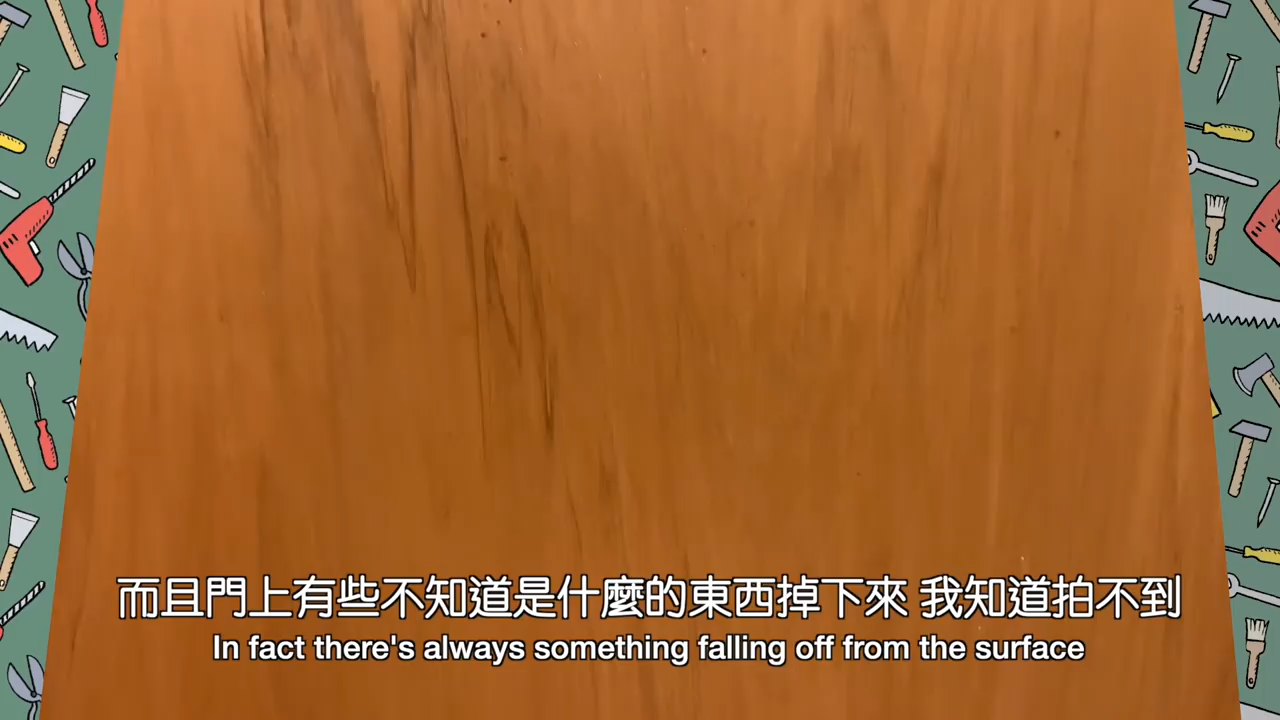 而且門上有些不知道是什麼的東西掉下來 我知道拍不到
In fact there's always something falling off from the surface